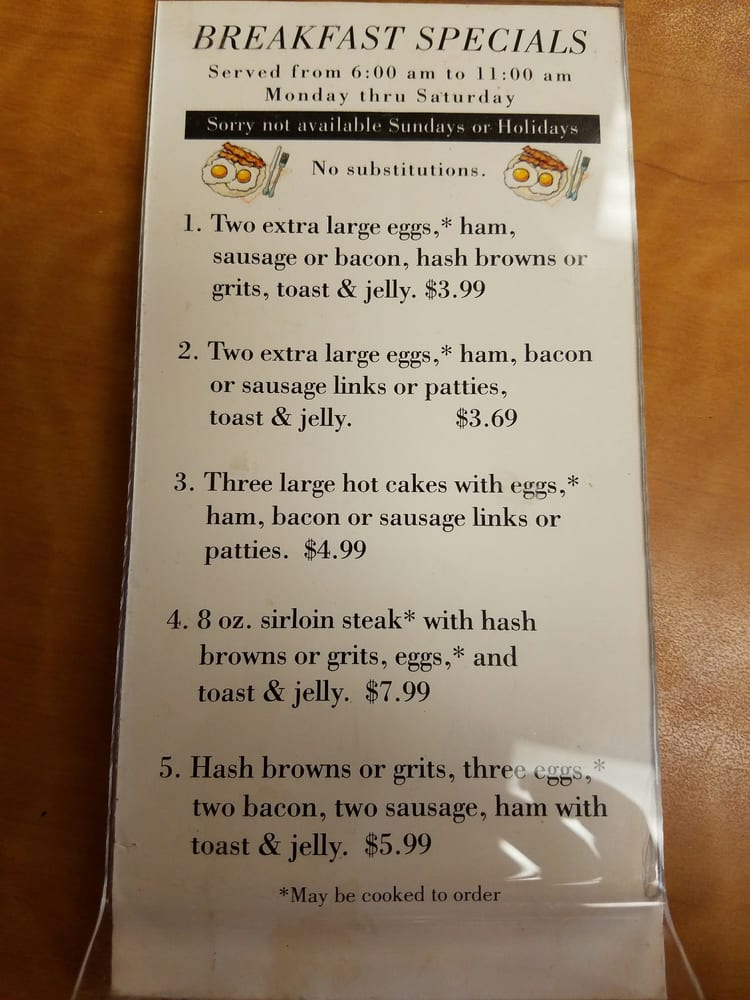 BREAKFAST SPECIALS
Served from 6:00 am to 11:00 am
Monday thru Saturday
Sorry not available Sundays or Holidays
No substitutions.
1. Two extra large eggs,* ham,
sausage or bacon, hash browns or
grits, toast & jelly. $3.99
2. Two extra large eggs,* ham, bacon
or sausage links or patties,
toast & jelly. $3.69
3. Three large hot cakes with eggs,*
ham, bacon or sausage links or
patties. $4.99
4. 8 oz. sirloin steak* with hash
browns or grits, eggs,* and
toast & jelly. $7.99
5. Hash browns or grits, three eggs,*
two bacon, two sausage, ham with
toast & jelly. $5.99
*May be cooked to order